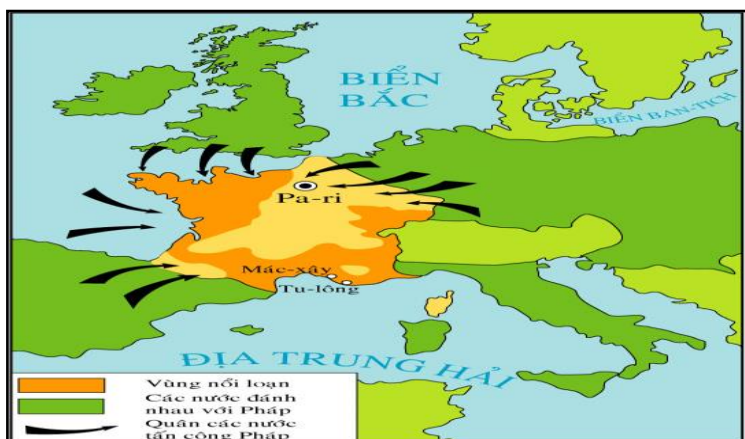 BIỂN
BẮC
BIỂN BAN-TÍCH
Pa-ri
Mác-xây
Tu-lông
ĐỊA TRUNG HẢI
Vùng nổi loạn
Các nước đánh
nhau với Pháp
Quân các nước
tấn công Pháp